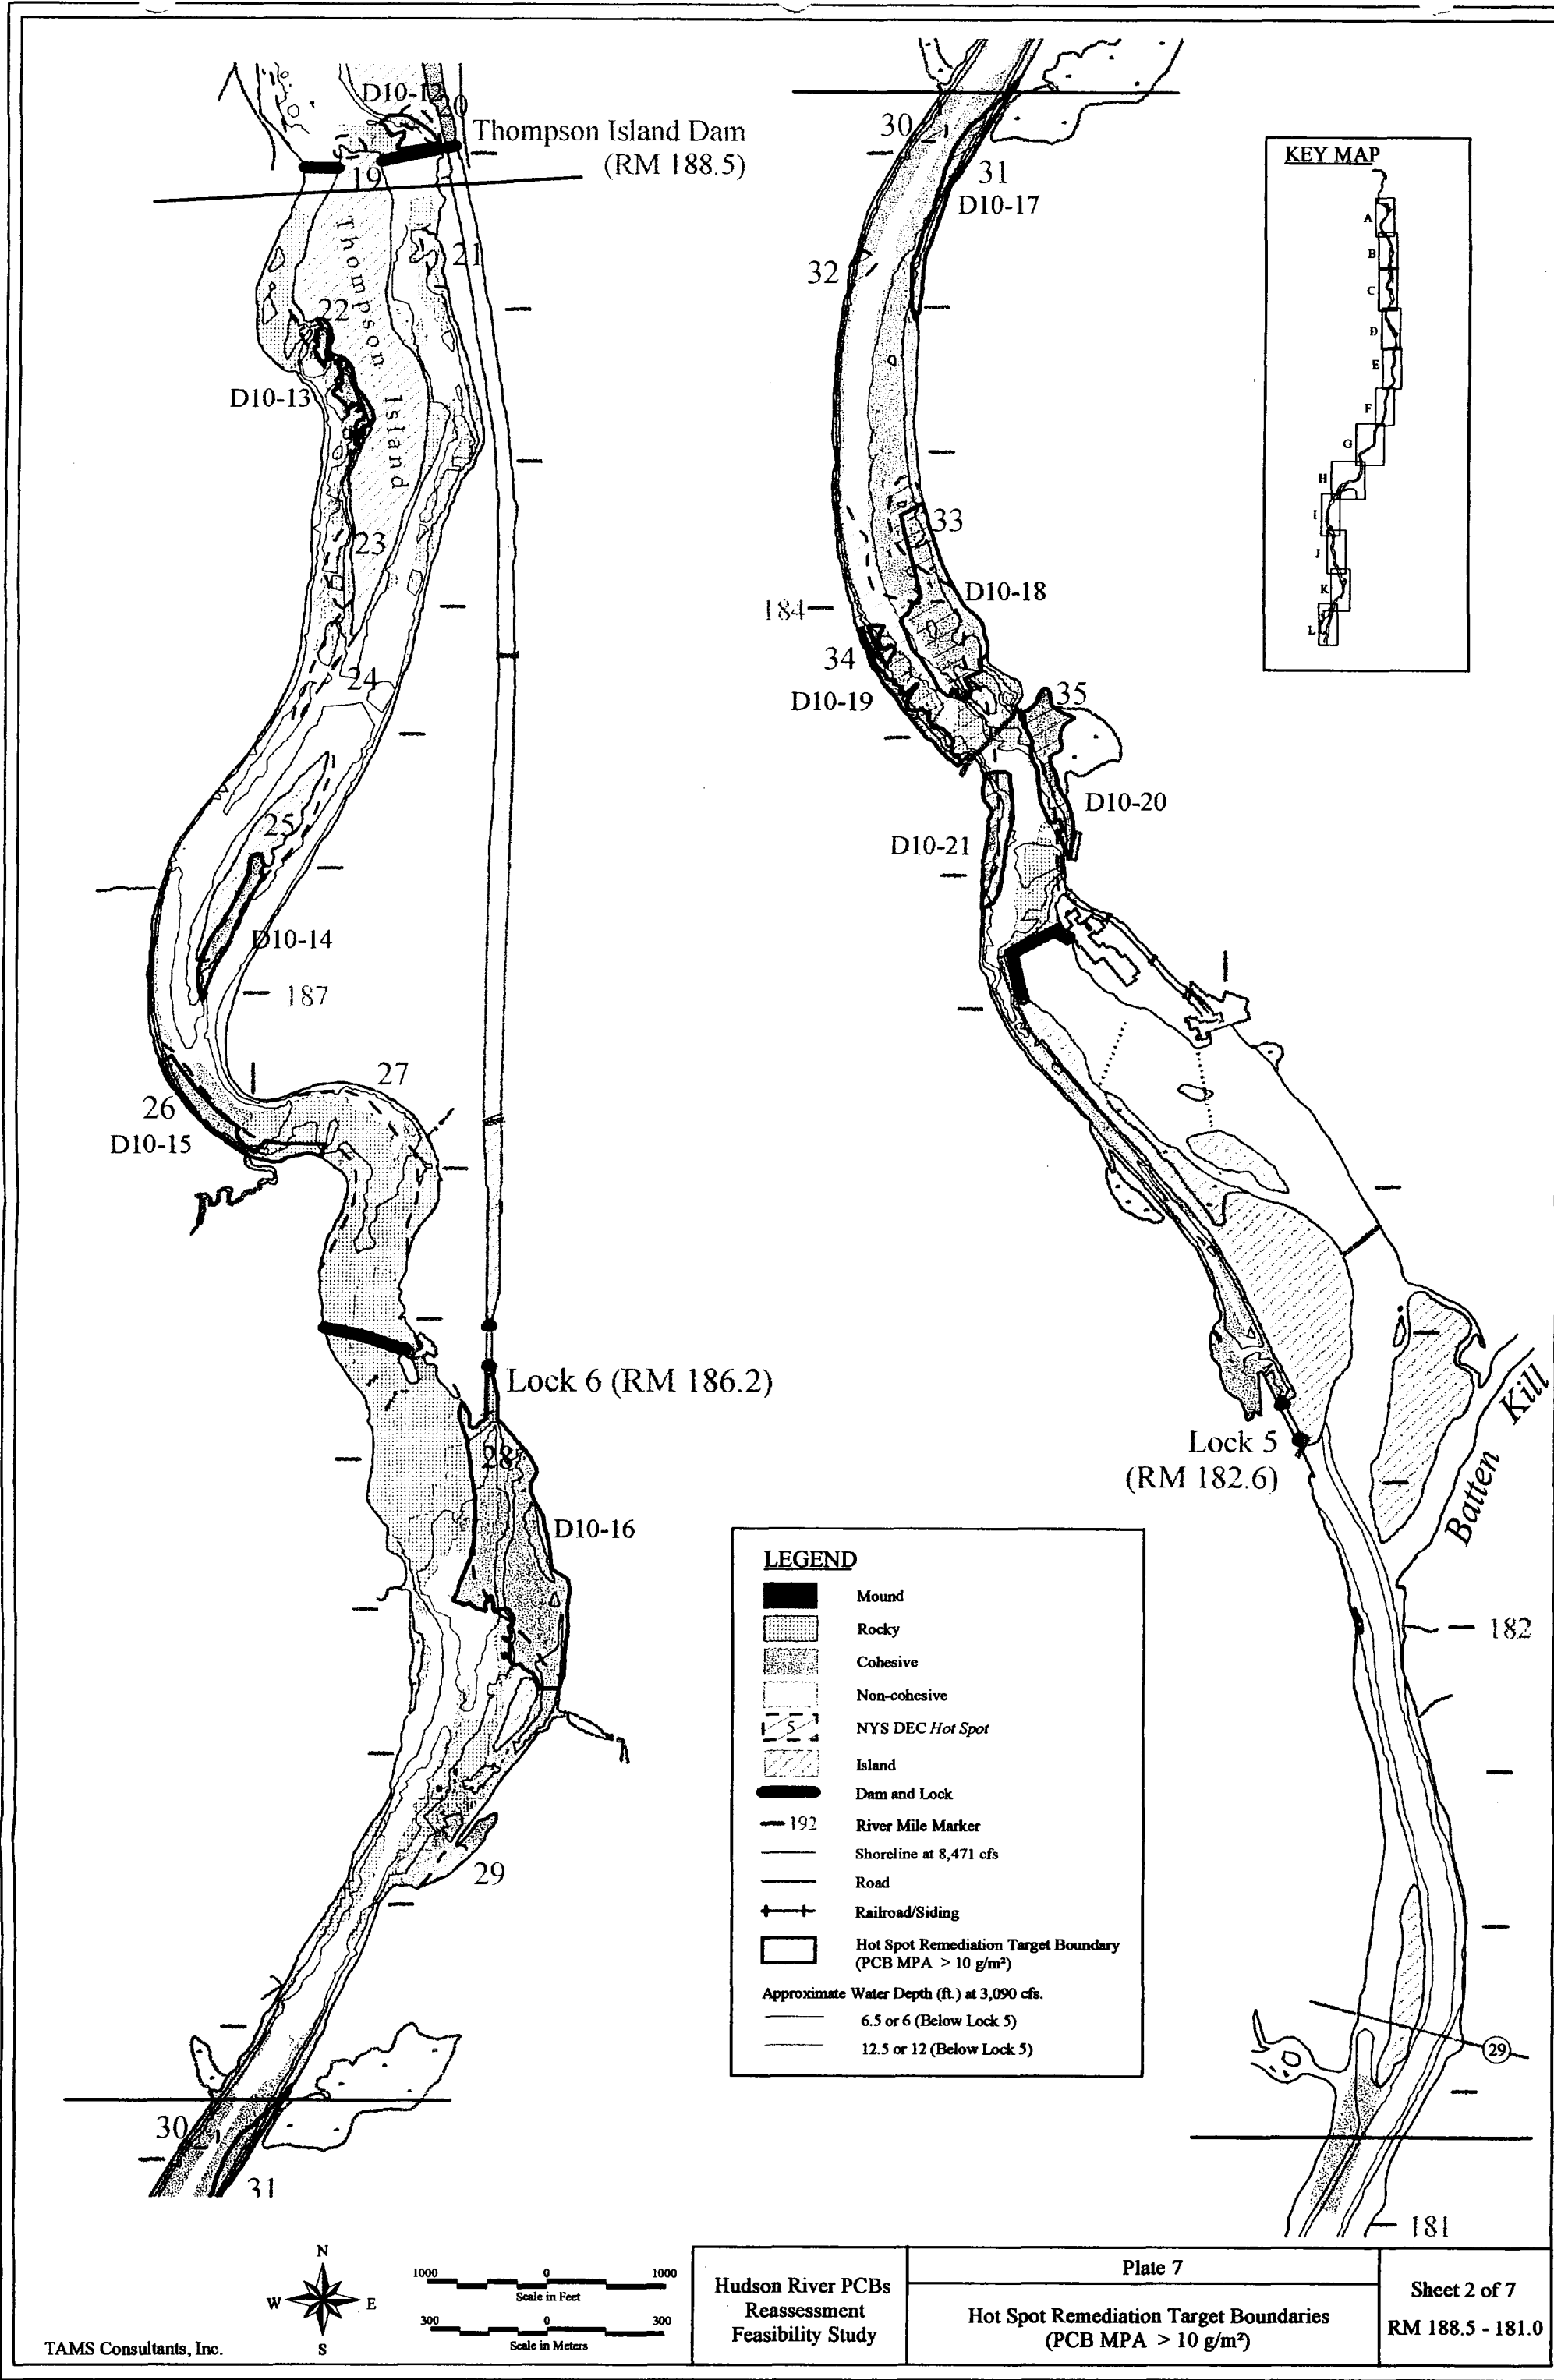 D10-12
20
Thompson Island Dam
(RM 188.5)
19
Thompson Island
21
22
D10-13
23
24
25
D10-14
187
27
26
D10-15
Lock 6 (RM 186.2)
28
D10-16
29
30
31
30
31
D10-17
32
33
D10-18
184
34
D10-19
35
D10-20
D10-21
Lock 5
(RM 182.6)
Batten Kill
182
29
181
KEY MAP
A
B
C
D
E
F
G
H
I
J
K
L
LEGEND
Mound
Rocky
Cohesive
Non-cohesive
5
NYS DEC Hot Spot
Island
Dam and Lock
192
River Mile Marker
Shoreline at 8,471 cfs
Road
Railroad/Siding
Hot Spot Remediation Target Boundary
(PCB MPA > 10 g/m²)
Approximate Water Depth (ft.) at 3,090 cfs.
6.5 or 6 (Below Lock 5)
12.5 or 12 (Below Lock 5)
N
W
E
S
1000 0 1000
Scale in Feet
300 0 300
Scale in Meters
TAMS Consultants, Inc.
Hudson River PCBs
Reassessment
Feasibility Study
Plate 7
Hot Spot Remediation Target Boundaries
(PCB MPA > 10 g/m²)
Sheet 2 of 7
RM 188.5 - 181.0